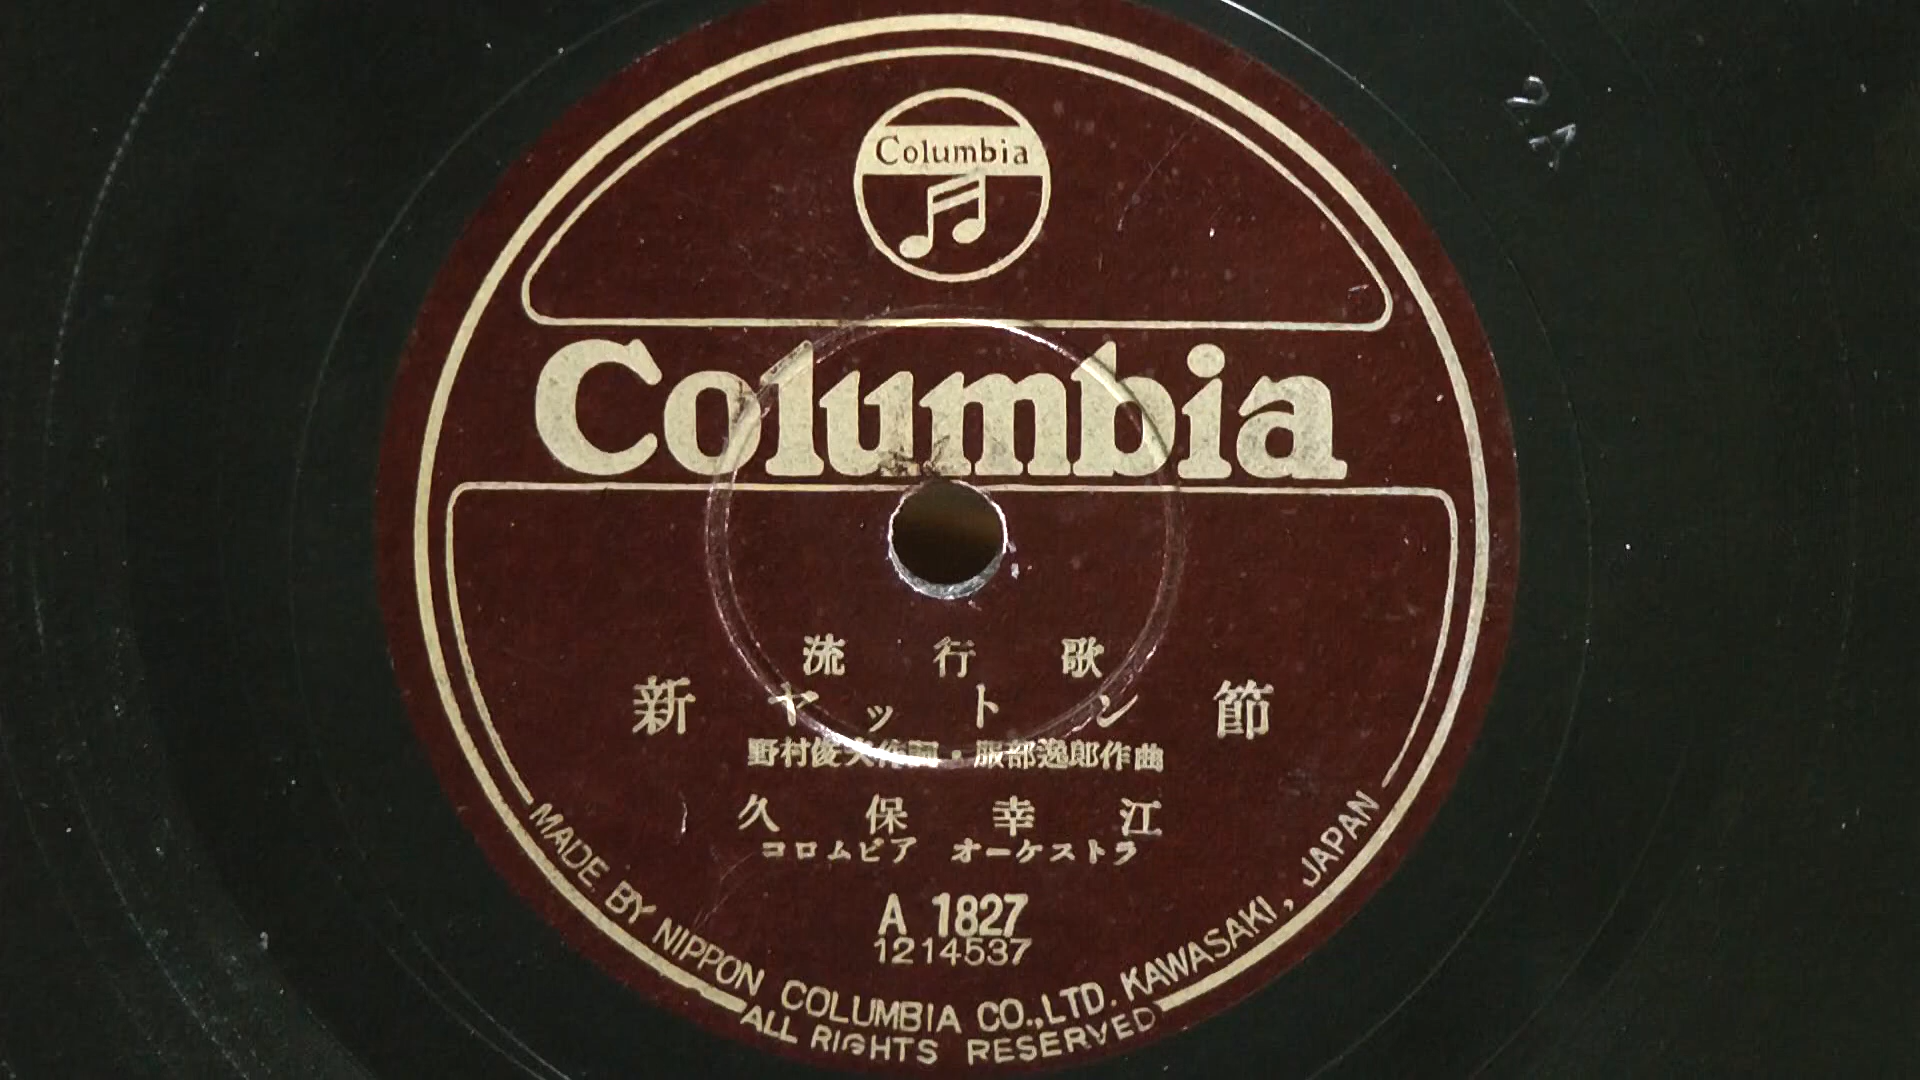 Columbia
Columbia
流行歌
新ヤットン節
野村俊夫作詞・服部逸郎作曲
久保幸江
コロムビア オーケストラ
A 1827
1214537
MADE BY NIPPON COLUMBIA CO.,LTD. KAWASAKI, JAPAN
ALL RIGHTS RESERVED